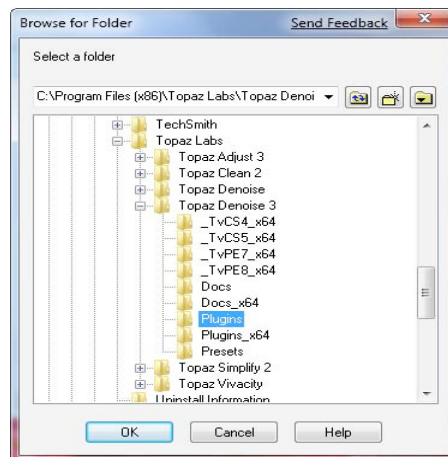 Browse for Folder Send Feedback
Select a folder
C:\Program Files (x86)\Topaz Labs\Topaz Denoi
TechSmith
Topaz Labs
Topaz Adjust 3
Topaz Clean 2
Topaz Denoise
Topaz Denoise 3
_TvCS4_x64
_TvCS5_x64
_TvPE7_x64
_TvPE8_x64
Docs
Docs_x64
Plugins
Plugins_x64
Presets
Topaz Simplify 2
Topaz Vivacity
Uninstall Information
OK Cancel Help